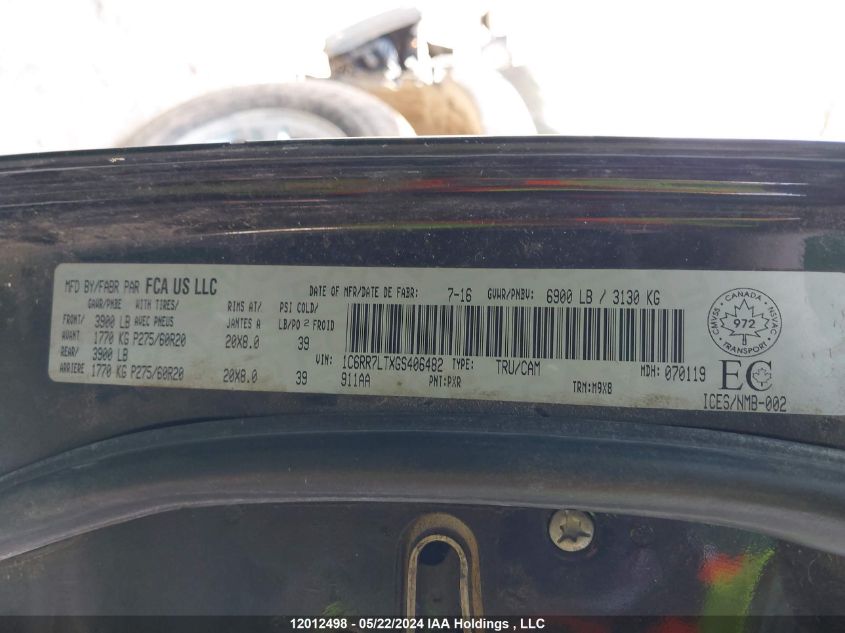 MFD BY/FABR PAR FCA US LLC
DATE OF MFR/DATE DE FABR: 7-16 GVWR/PNBV: 6900 LB / 3130 KG
GAWR/PNBE WITH TIRES/ RIMS AT/ PSI COLD/
FRONT/ 3900 LB AVEC PNEUS JANTES A LB/PO 2 FROID
AVANT 1770 KG P275/60R20 20X8.0 39
REAR/ 3900 LB
ARRIERE 1770 KG P275/60R20 20X8.0 39
VIN: 1C6RR7LTXGS406482 TYPE: TRU/CAM MDH: 070119
911AA PNT:PXR TRM:M9X8
CANADA
CMVSS 972 NSVAC
TRANSPORT
EC
ICES/NMB-002
12012498 - 05/22/2024 IAA Holdings , LLC